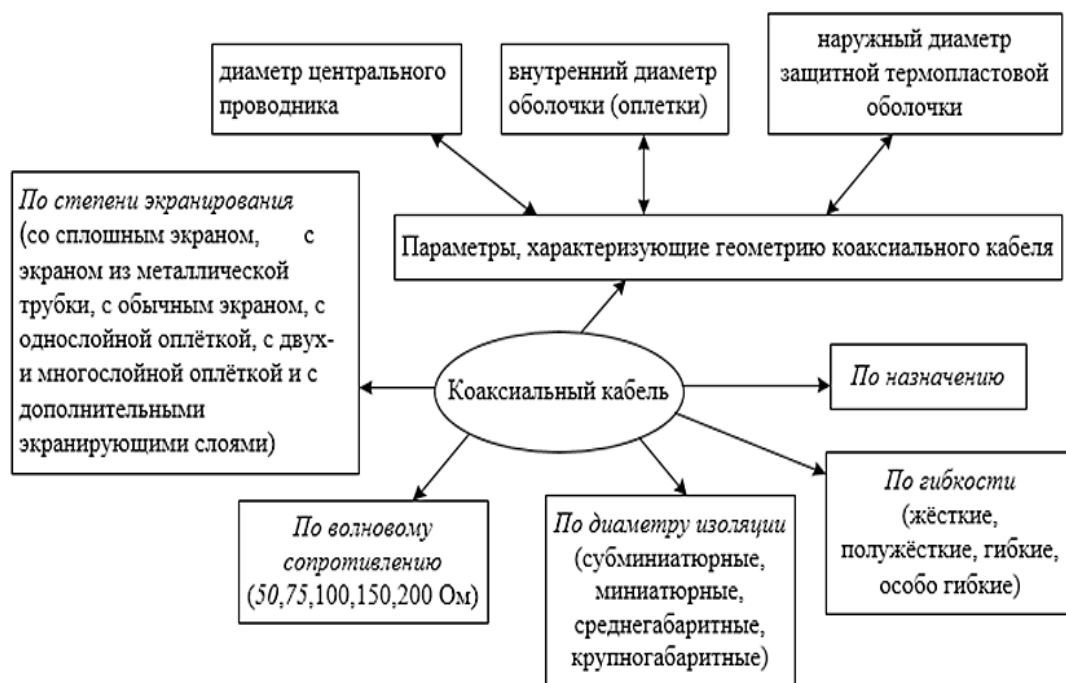 диаметр центрального
проводника
внутренний диаметр
оболочки (оплетки)
наружный диаметр
защитной термопластовой
оболочки
Параметры, характеризующие геометрию коаксиального кабеля
По степени экранирования
(со сплошным экраном, с
экраном из металлической
трубки, с обычным экраном, с
однослойной оплёткой, с двух-
и многослойной оплёткой и с
дополнительными
экранирующими слоями)
Коаксиальный кабель
По назначению
По волновому
сопротивлению
(50,75,100,150,200 Ом)
По диаметру изоляции
(субминиатюрные,
миниатюрные,
среднегабаритные,
крупногабаритные)
По гибкости
(жёсткие,
полужёсткие, гибкие,
особо гибкие)